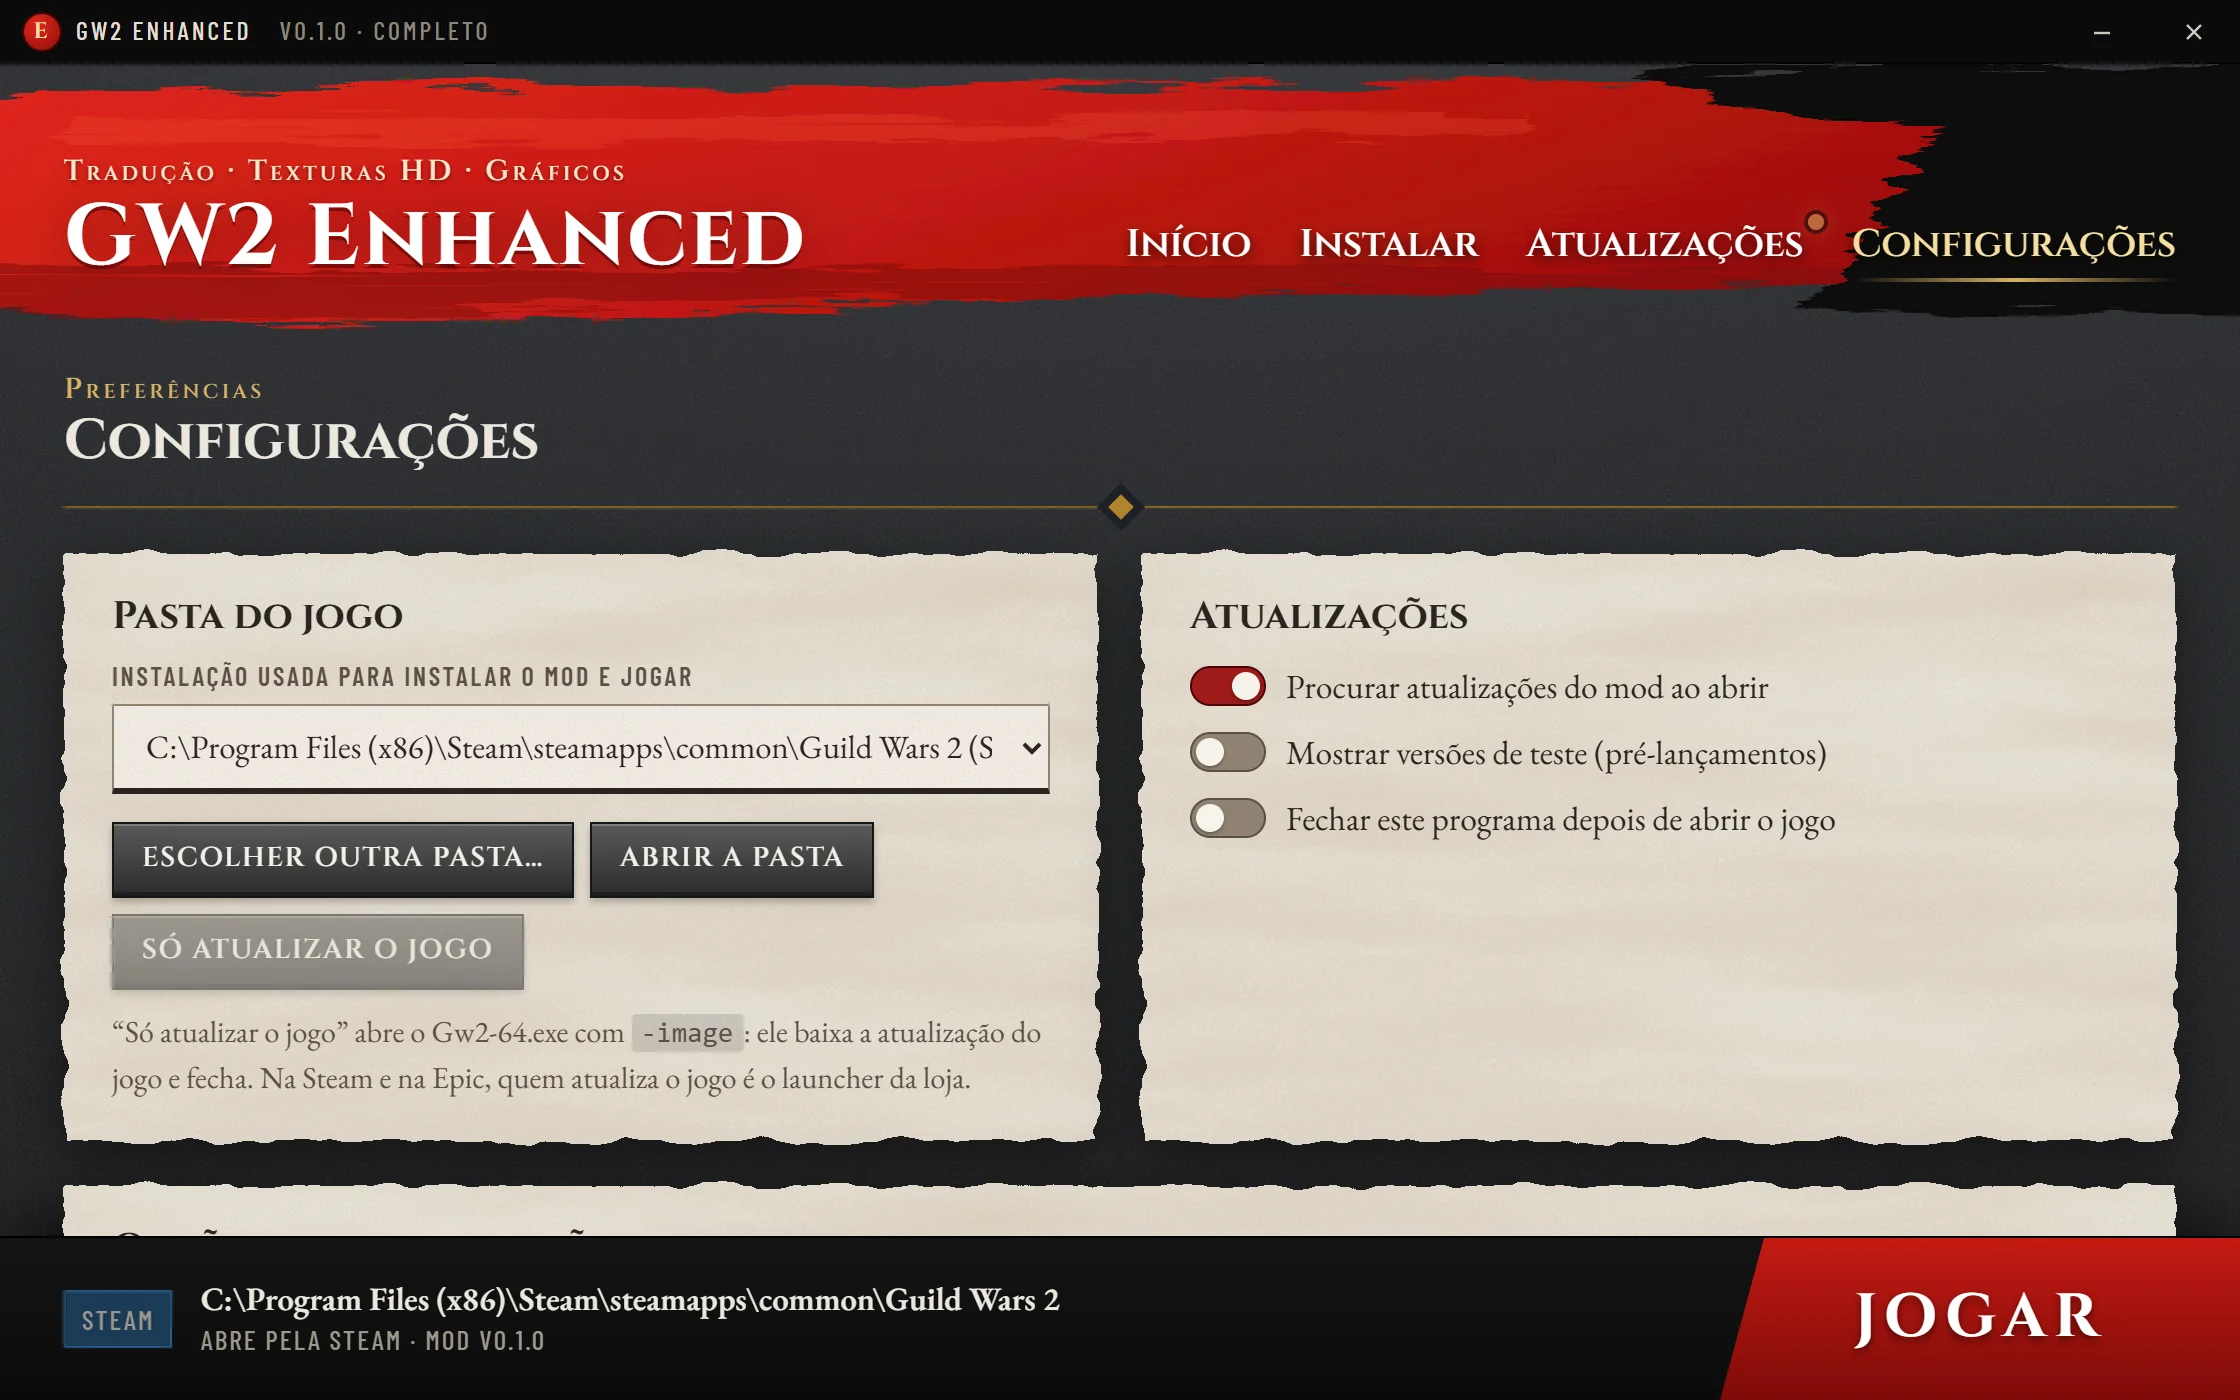 E GW2 ENHANCED V0.1.0 · COMPLETO
Tradução · Texturas HD · Gráficos
GW2 Enhanced
Início Instalar Atualizações Configurações
Preferências
Configurações
Pasta do jogo
INSTALAÇÃO USADA PARA INSTALAR O MOD E JOGAR
C:\Program Files (x86)\Steam\steamapps\common\Guild Wars 2 (S
ESCOLHER OUTRA PASTA...
ABRIR A PASTA
SÓ ATUALIZAR O JOGO
“Só atualizar o jogo” abre o Gw2-64.exe com -image : ele baixa a atualização do
jogo e fecha. Na Steam e na Epic, quem atualiza o jogo é o launcher da loja.
Atualizações
Procurar atualizações do mod ao abrir
Mostrar versões de teste (pré-lançamentos)
Fechar este programa depois de abrir o jogo
STEAM
C:\Program Files (x86)\Steam\steamapps\common\Guild Wars 2
ABRE PELA STEAM · MOD V0.1.0
JOGAR